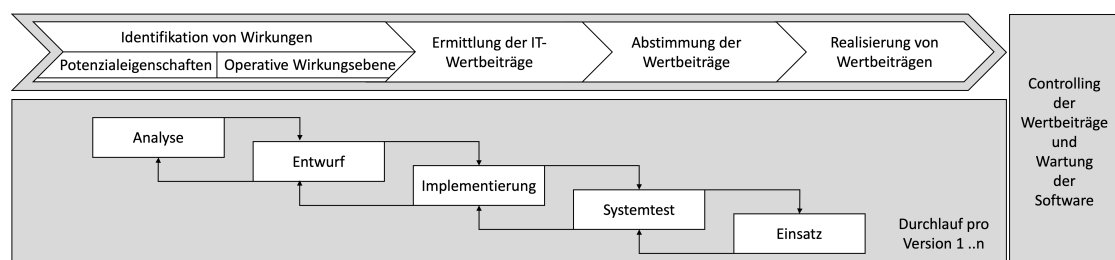 Identifikation von Wirkungen
Potenzialeigenschaften
Operative Wirkungsebene
Ermittlung der IT-
Wertbeiträge
Abstimmung der
Wertbeiträge
Realisierung von
Wertbeiträgen
Controlling
der
Wertbeiträge
und
Wartung
der
Software
Analyse
Entwurf
Implementierung
Systemtest
Einsatz
Durchlauf pro
Version 1 ..n